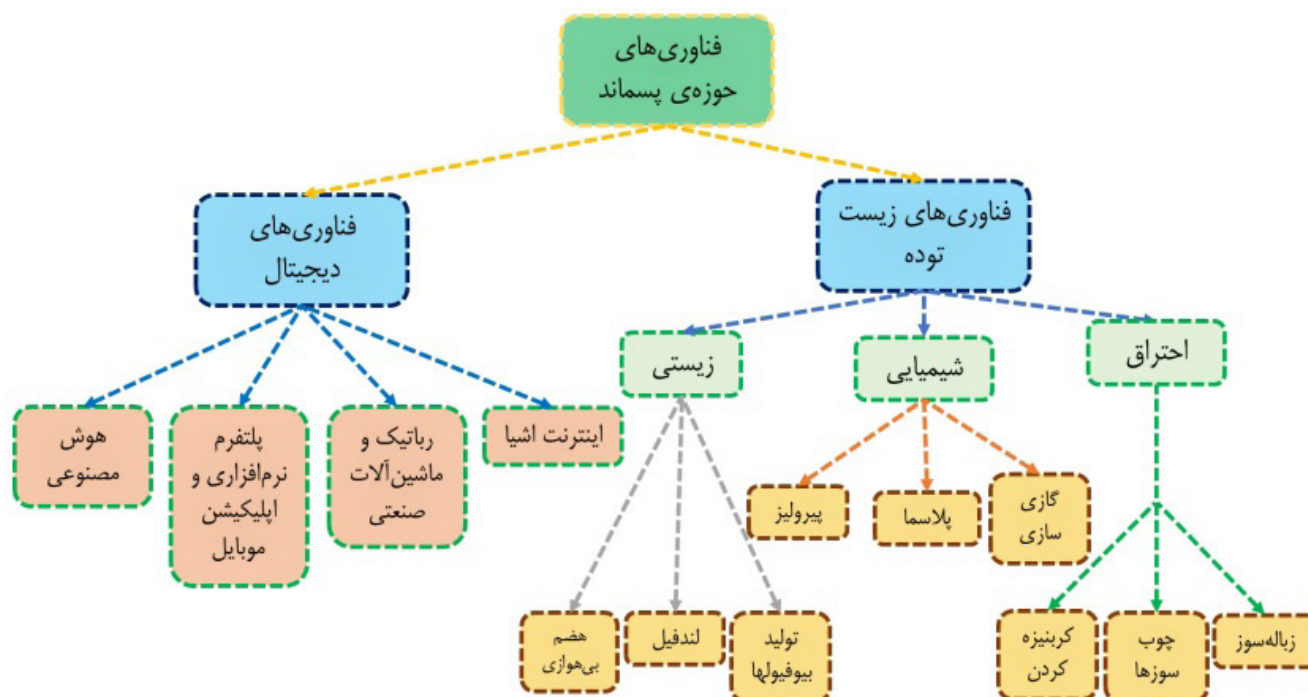 فناوری‌های
حوزه‌ی پسماند
فناوری‌های زیست
توده
فناوری‌های
دیجیتال
احتراق
شیمیایی
زیستی
اینترنت اشیا
رباتیک و
ماشین‌آلات
صنعتی
پلتفرم
نرم‌افزاری و
اپلیکیشن
موبایل
هوش
مصنوعی
گازی
سازی
پلاسما
پیرولیز
زباله‌سوز
چوب
سوزها
کربنیزه
کردن
تولید
بیوفیولها
لندفیل
هضم
بی‌هوازی